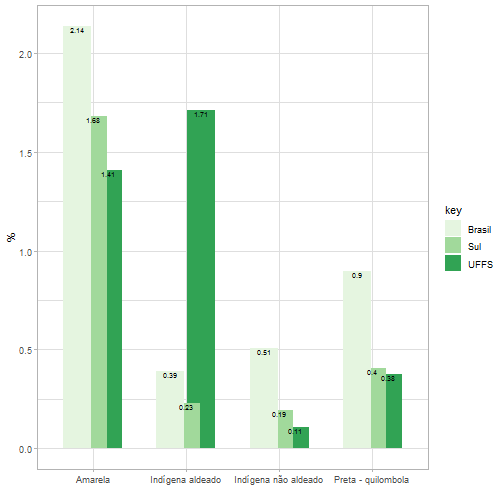 2.14
1.68
1.41
1.71
0.39
0.23
0.51
0.19
0.11
0.9
0.4
0.38
2.0
1.5
1.0
0.5
0.0
%
Amarela
Indígena aldeado
Indígena não aldeado
Preta - quilombola
key
Brasil
Sul
UFFS